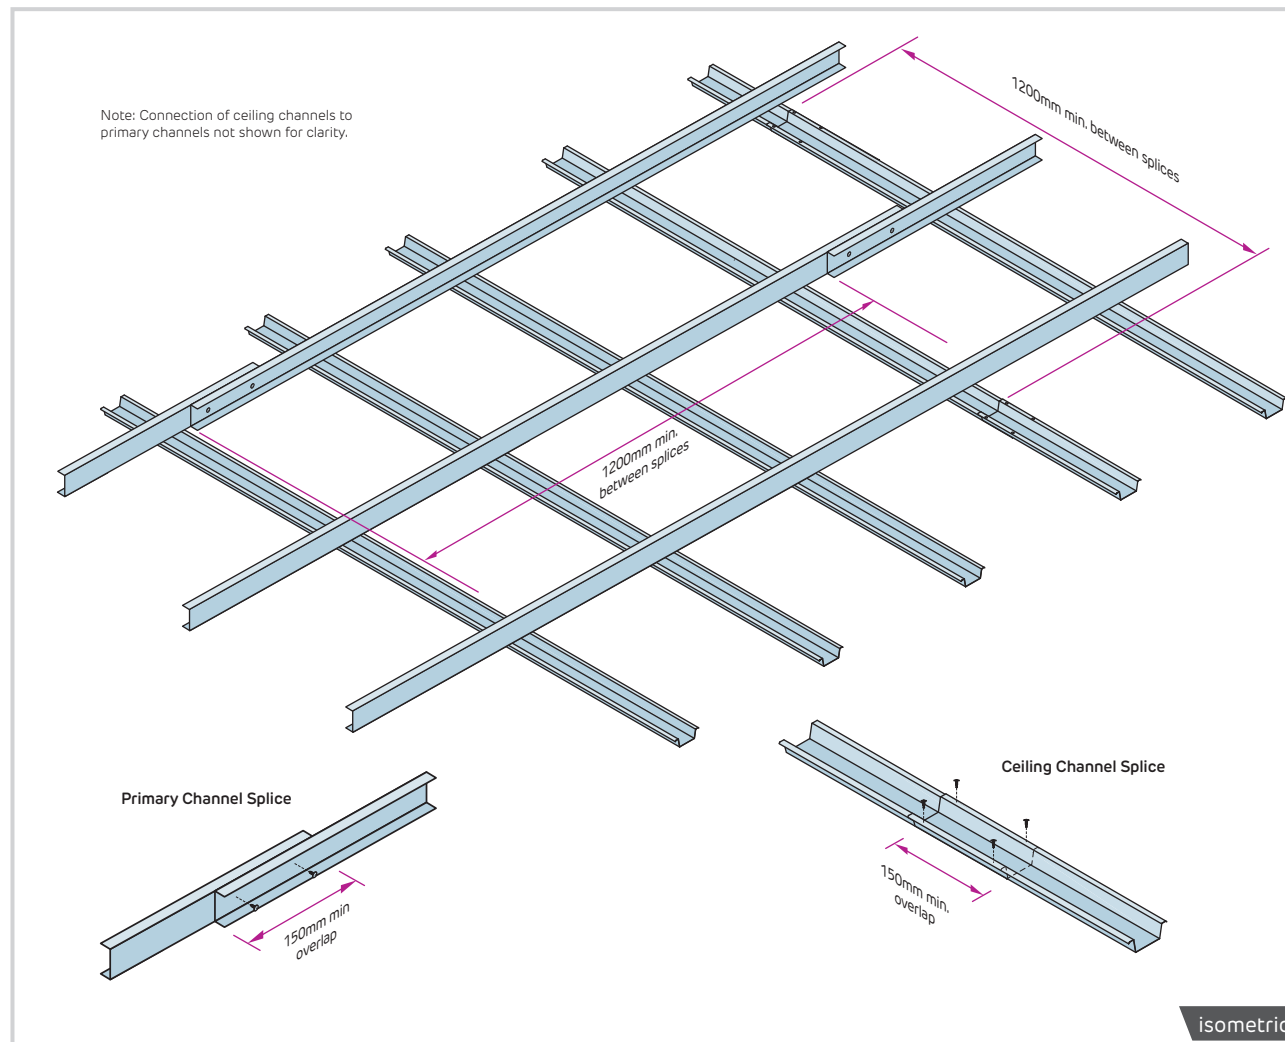 Note: Connection of ceiling channels to
primary channels not shown for clarity.
1200mm min. between splices
1200mm min.
between splices
Primary Channel Splice
150mm min
overlap
Ceiling Channel Splice
150mm min.
overlap
isometric